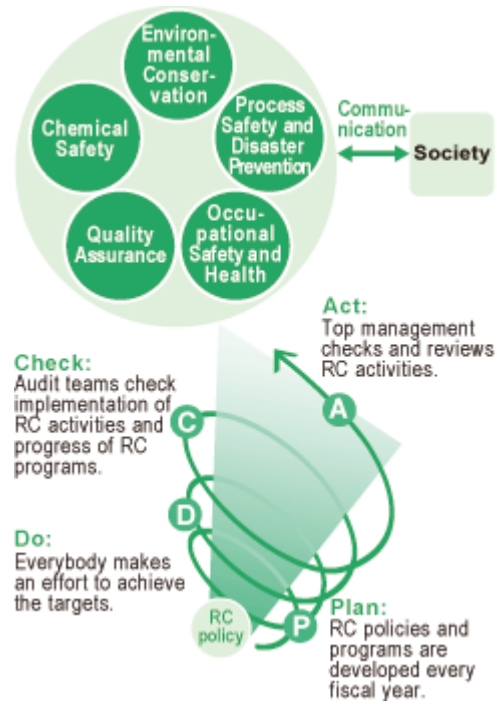 Environ-
mental
Conser-
vation
Chemical
Safety
Process
Safety and
Disaster
Prevention
Commu-
nication
Society
Quality
Assurance
Occu-
pational
Safety and
Health
Act:
Top management
checks and reviews
RC activities.
Check:
Audit teams check
implementation of
RC activities and
progress of RC
programs.
A
C
D
Do:
Everybody makes
an effort to achieve
the targets.
RC
policy
P
Plan:
RC policies and
programs are
developed every
fiscal year.